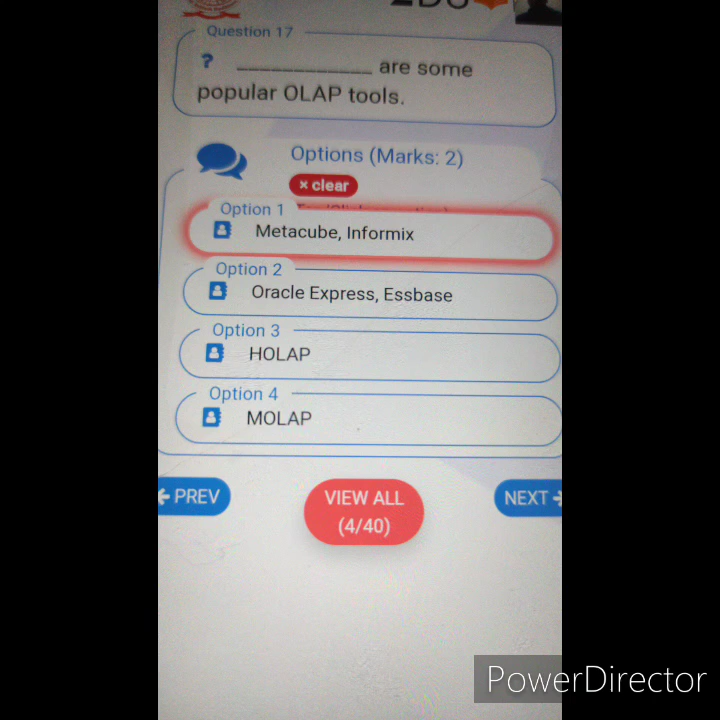 Question 17
? ____________ are some
popular OLAP tools.
Options (Marks: 2)
× clear
Option 1
Metacube, Informix
Option 2
Oracle Express, Essbase
Option 3
HOLAP
Option 4
MOLAP
← PREV
VIEW ALL
(4/40)
NEXT →
PowerDirector